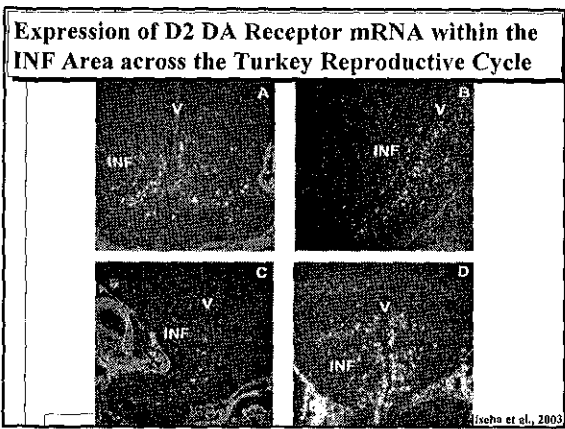 Expression of D2 DA Receptor mRNA within the
INF Area across the Turkey Reproductive Cycle
A
V
INF
B
V
INF
C
V
INF
D
V
INF
et al., 2003